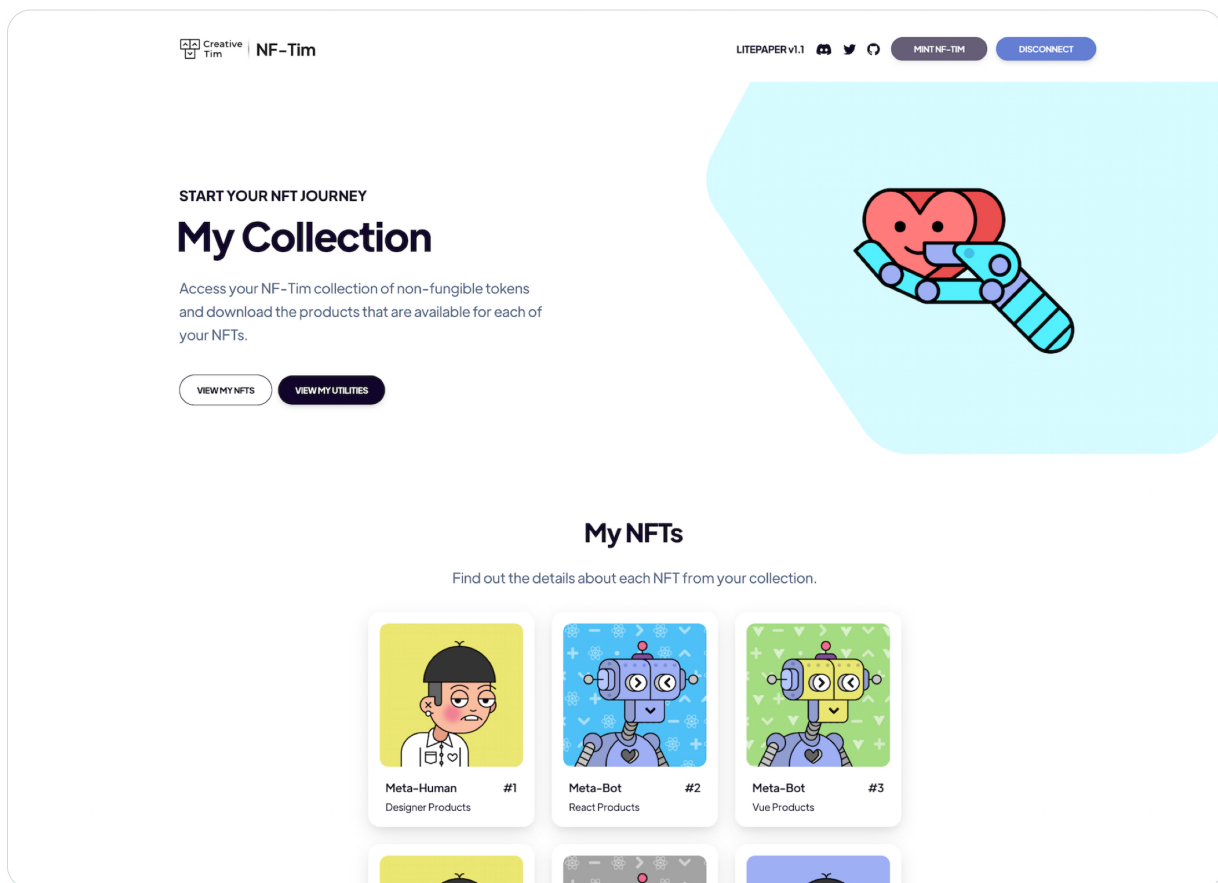 Creative
Tim
NF-Tim
LITEPAPER v1.1
MINT NF-TIM
DISCONNECT
START YOUR NFT JOURNEY
My Collection
Access your NF-Tim collection of non-fungible tokens
and download the products that are available for each of
your NFTs.
VIEW MY NFTS
VIEW MY UTILITIES
My NFTs
Find out the details about each NFT from your collection.
Meta-Human #1
Designer Products
Meta-Bot #2
React Products
Meta-Bot #3
Vue Products